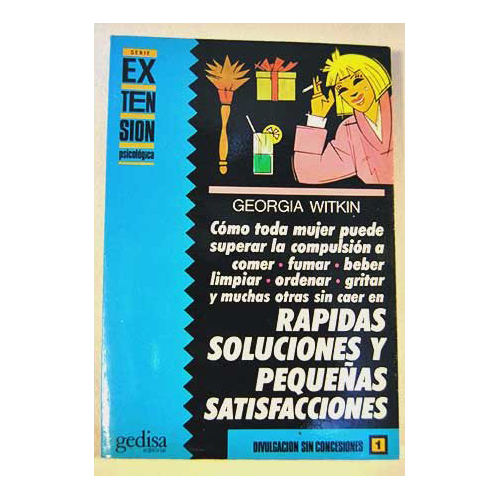 SERIE
EX
TEN
SION
psicológica
GEORGIA WITKIN
Cómo toda mujer puede
superar la compulsión a
comer • fumar • beber
limpiar • ordenar • gritar
y muchas otras sin caer en
RAPIDAS
SOLUCIONES Y
PEQUEÑAS
SATISFACCIONES
gedisa
editorial
DIVULGACION SIN CONCESIONES 1